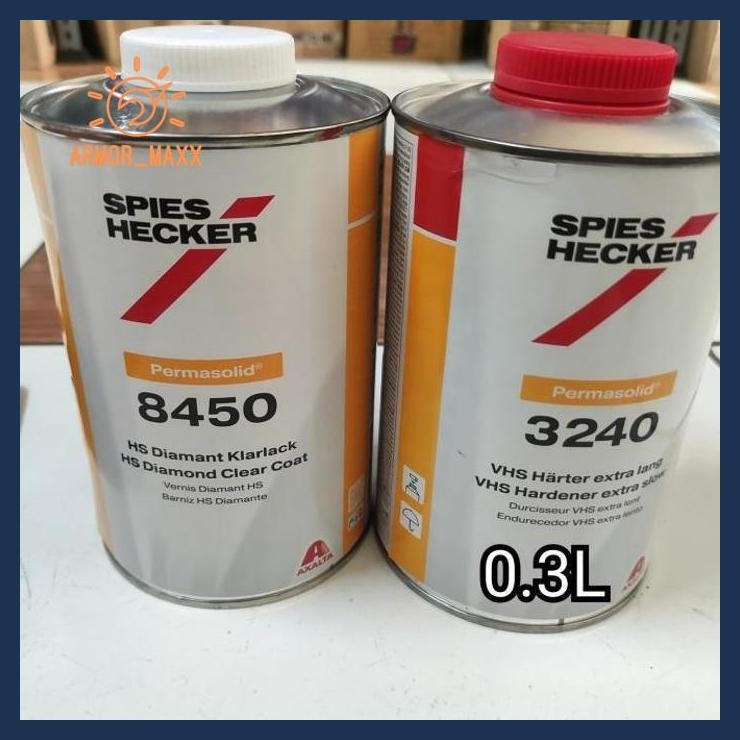 ARMOR_MAXX
SPIES
HECKER
Permasolid®
8450
HS Diamant Klarlack
HS Diamond Clear Coat
Vernis Diamant HS
Barniz HS Diamante
AXALTA
SPIES
HECKER
Permasolid®
3240
VHS Härter extra lang
VHS Hardener extra slow
Durcisseur VHS extra lent
Endurecedor VHS extra lento
0.3L